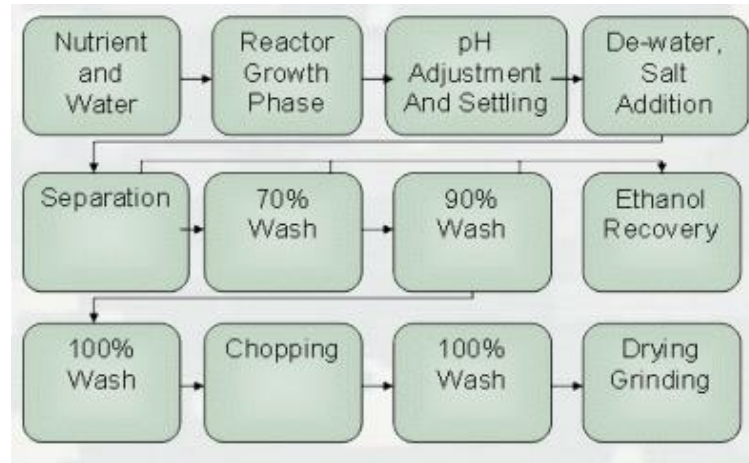 Nutrient
and
Water
Reactor
Growth
Phase
pH
Adjustment
And Settling
De-water,
Salt
Addition
Separation
70%
Wash
90%
Wash
Ethanol
Recovery
100%
Wash
Chopping
100%
Wash
Drying
Grinding